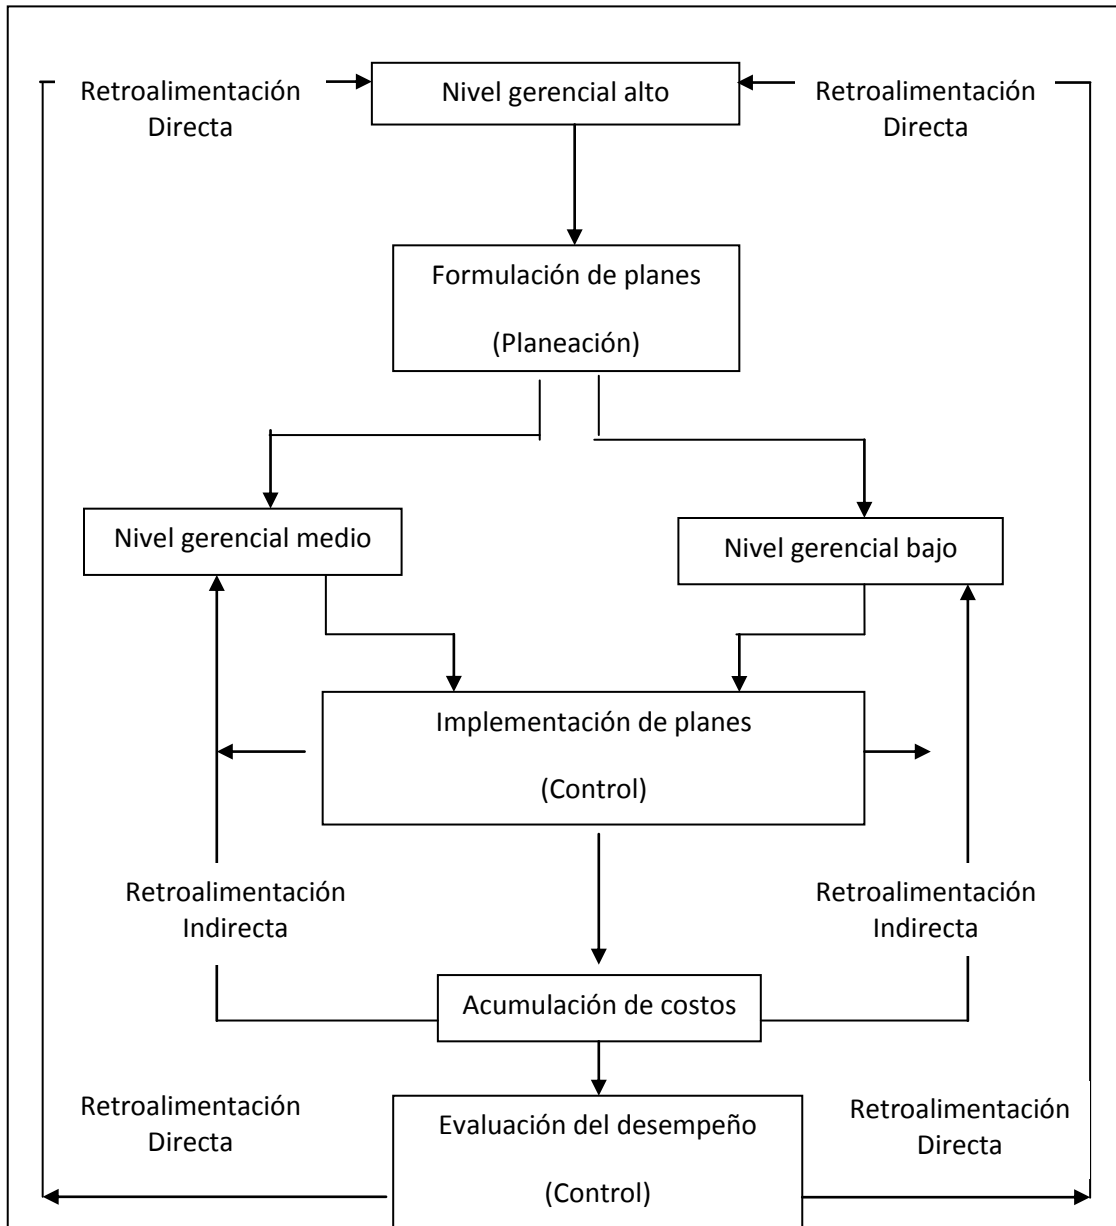 Retroalimentación
Directa
Nivel gerencial alto
Retroalimentación
Directa
Formulación de planes
(Planeación)
Nivel gerencial medio
Nivel gerencial bajo
Implementación de planes
(Control)
Retroalimentación
Indirecta
Retroalimentación
Indirecta
Acumulación de costos
Retroalimentación
Directa
Evaluación del desempeño
(Control)
Retroalimentación
Directa